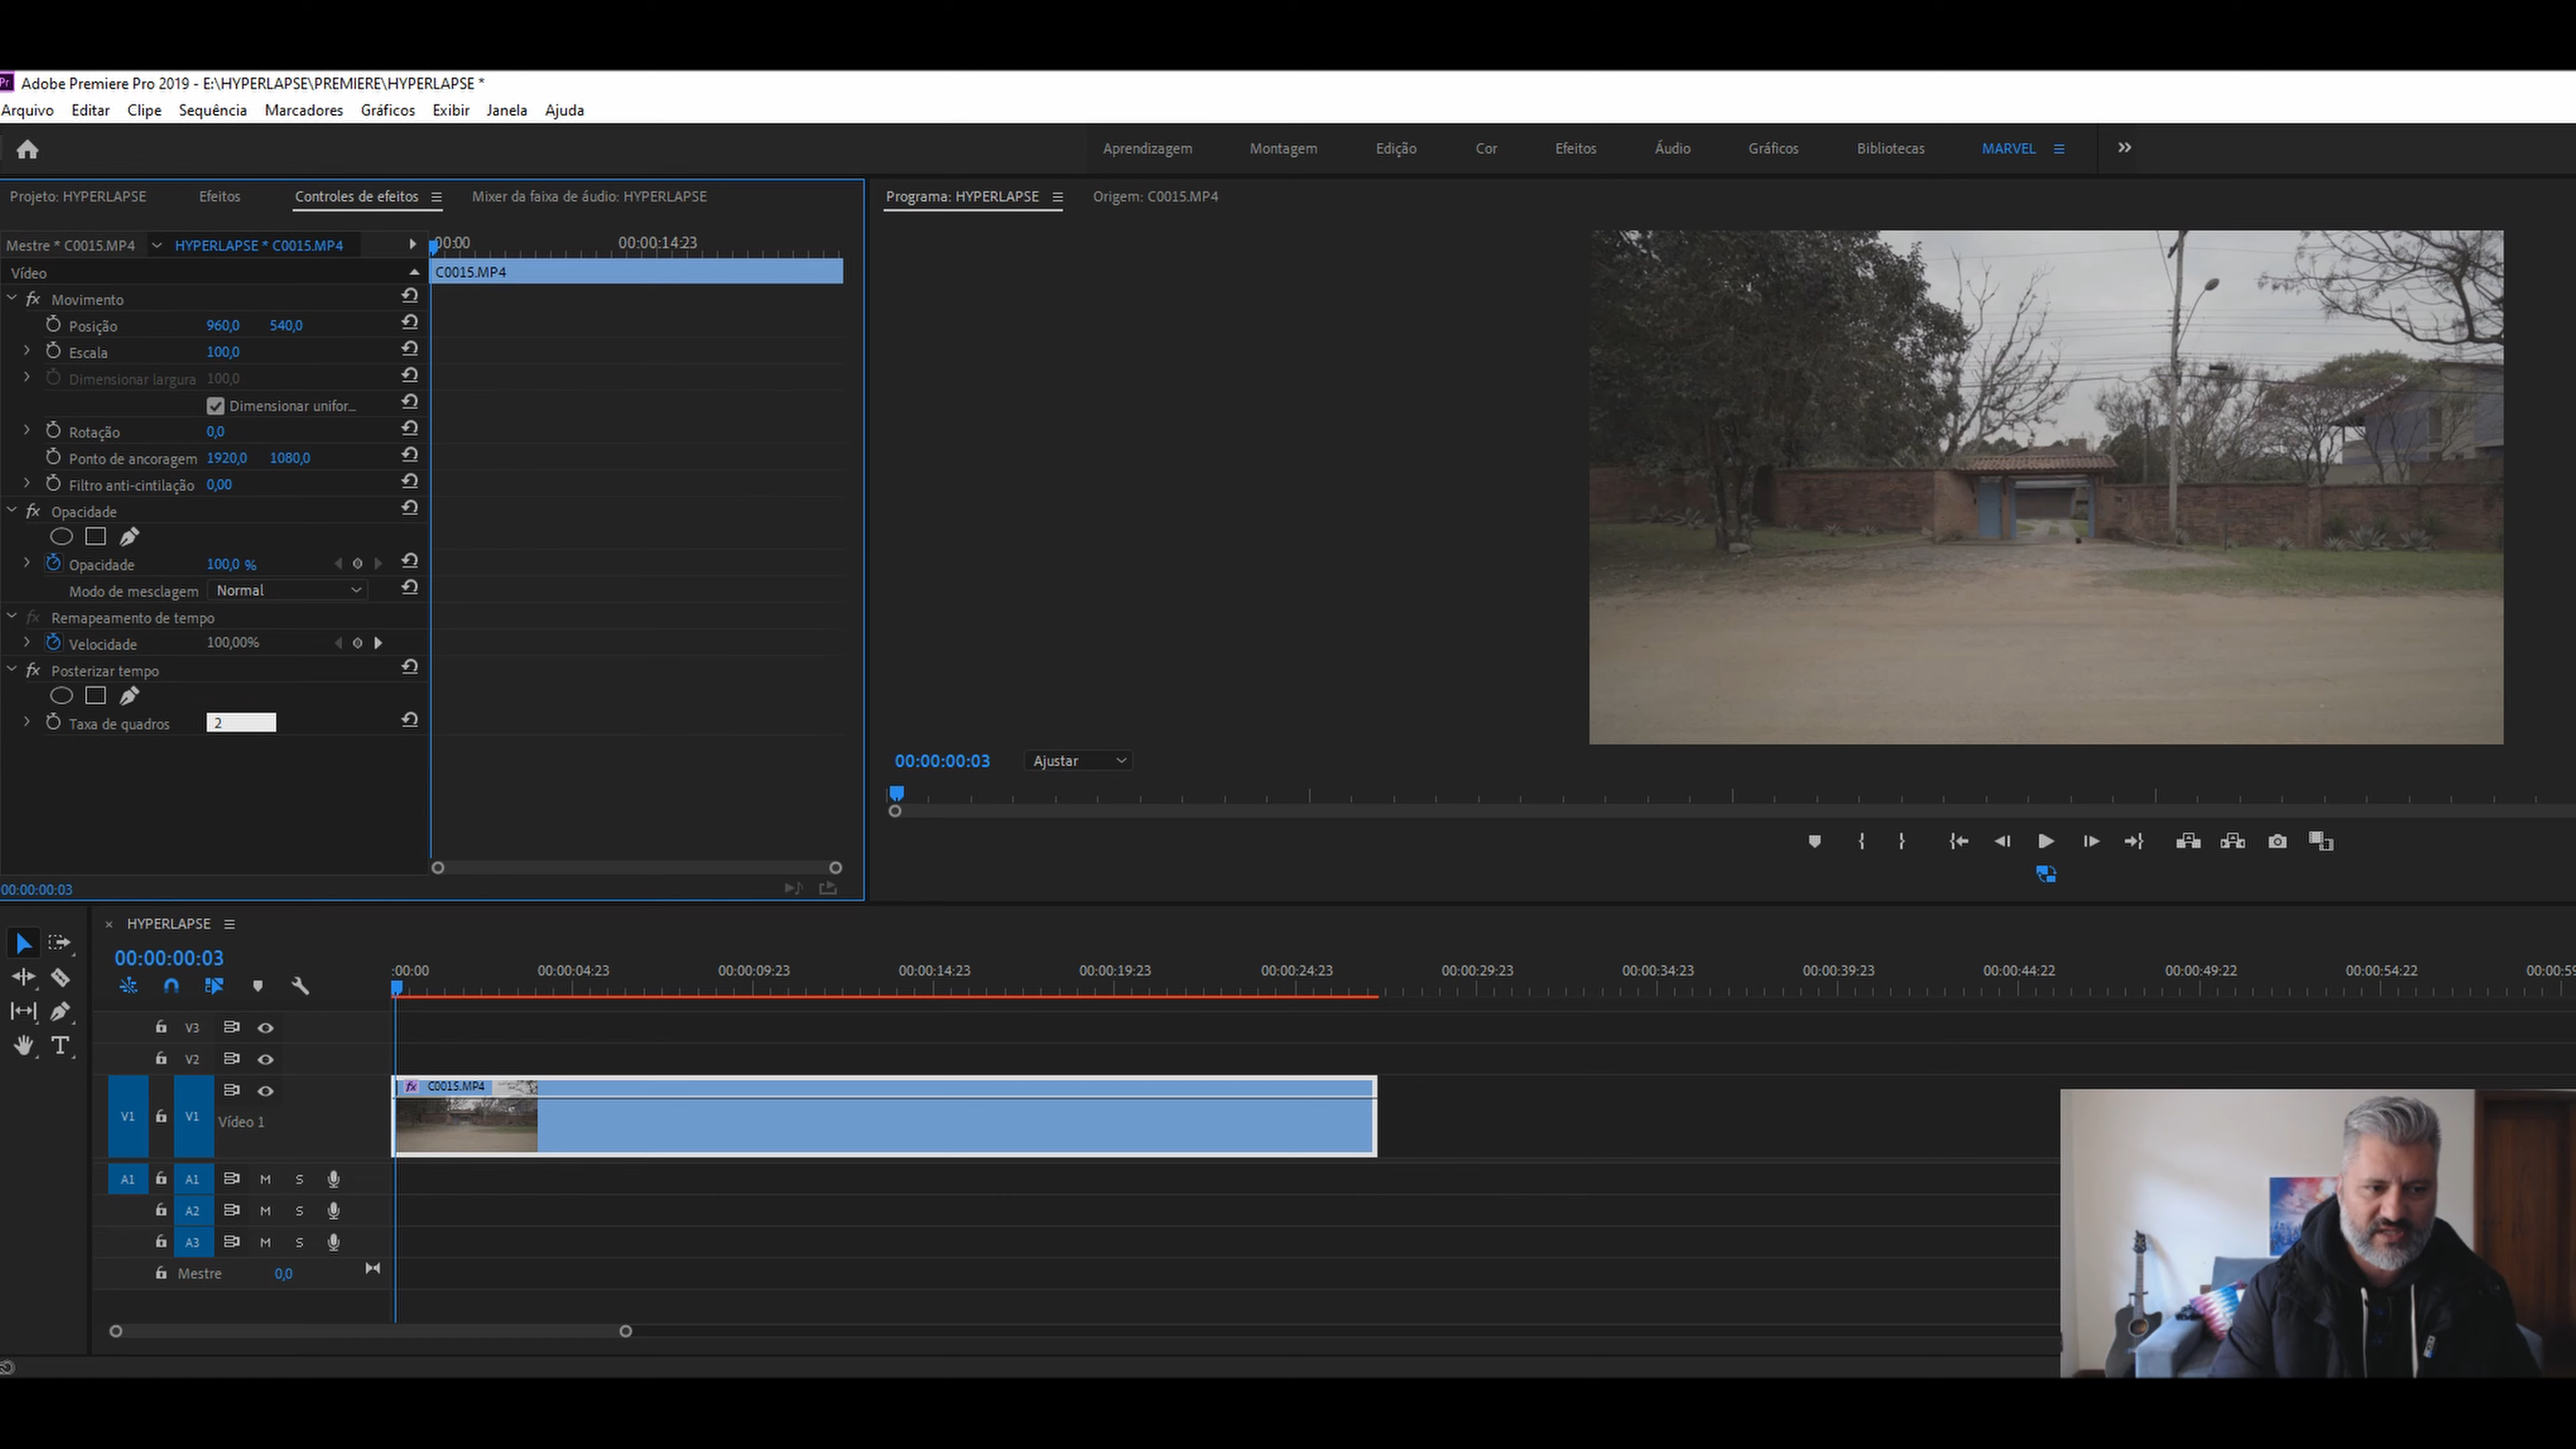 Pr Adobe Premiere Pro 2019 - E:\HYPERLAPSE\PREMIERE\HYPERLAPSE *
Arquivo Editar Clipe Sequência Marcadores Gráficos Exibir Janela Ajuda
Aprendizagem Montagem Edição Cor Efeitos Áudio Gráficos Bibliotecas MARVEL
Projeto: HYPERLAPSE Efeitos Controles de efeitos Mixer da faixa de áudio: HYPERLAPSE
Programa: HYPERLAPSE Origem: C0015.MP4
Mestre * C0015.MP4 HYPERLAPSE * C0015.MP4 00:00 00:00:14:23
Vídeo C0015.MP4
fx Movimento
Posição 960,0 540,0
Escala 100,0
Dimensionar largura 100,0
Dimensionar unifor...
Rotação 0,0
Ponto de ancoragem 1920,0 1080,0
Filtro anti-cintilação 0,00
fx Opacidade
Opacidade 100,0 %
Modo de mesclagem Normal
fx Remapeamento de tempo
Velocidade 100,00%
fx Posterizar tempo
Taxa de quadros 2
00:00:00:03 Ajustar
00:00:00:03
HYPERLAPSE
00:00:00:03
:00:00 00:00:04:23 00:00:09:23 00:00:14:23 00:00:19:23 00:00:24:23 00:00:29:23 00:00:34:23 00:00:39:23 00:00:44:22 00:00:49:22 00:00:54:22 00:00:59
V3
V2
fx C0015.MP4
V1 V1 Vídeo 1
A1 A1 M S
A2 M S
A3 M S
Mestre 0,0